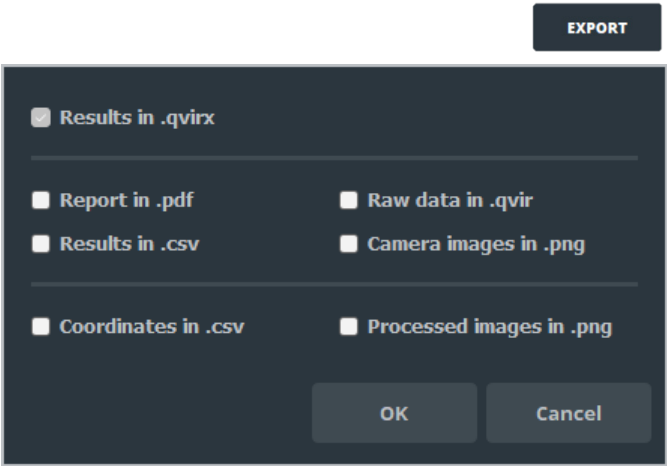 EXPORT
Results in .qvirx
Report in .pdf
Raw data in .qvir
Results in .csv
Camera images in .png
Coordinates in .csv
Processed images in .png
OK
Cancel